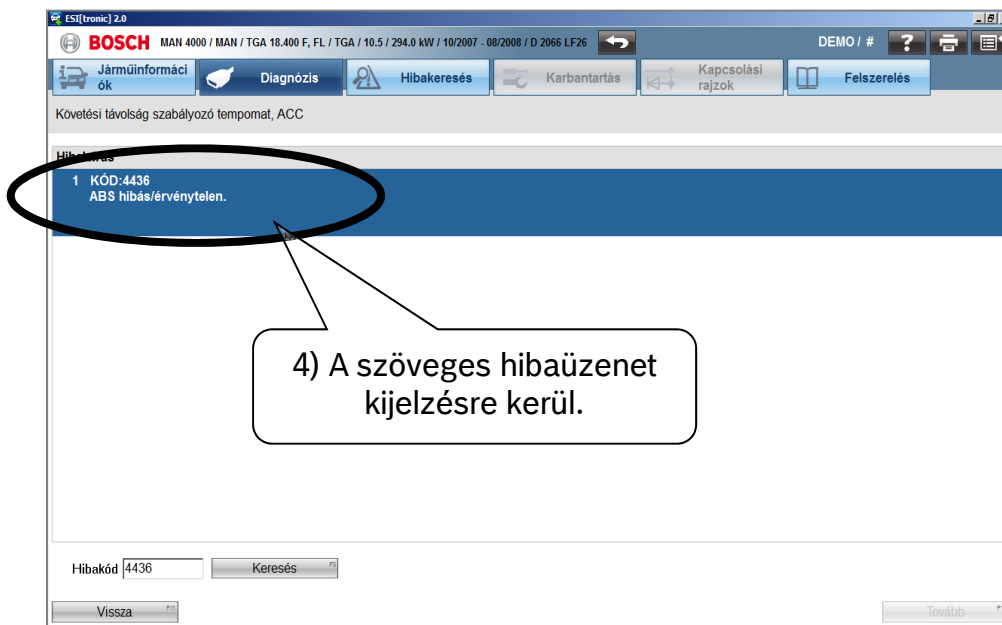 ESI[tronic] 2.0
BOSCH MAN 4000 / MAN / TGA 18.400 F, FL / TGA / 10.5 / 294.0 kW / 10/2007 - 08/2008 / D 2066 LF26 DEMO / # ?
Járműinformáci
ók
Diagnózis
Hibakeresés
Karbantartás
Kapcsolási
rajzok
Felszerelés
Követési távolság szabályozó tempomat, ACC
1 KÓD:4436
ABS hibás/érvénytelen.
4) A szöveges hibaüzenet
kijelzésre kerül.
Hibakód 4436 Keresés
Vissza F11 Tovább